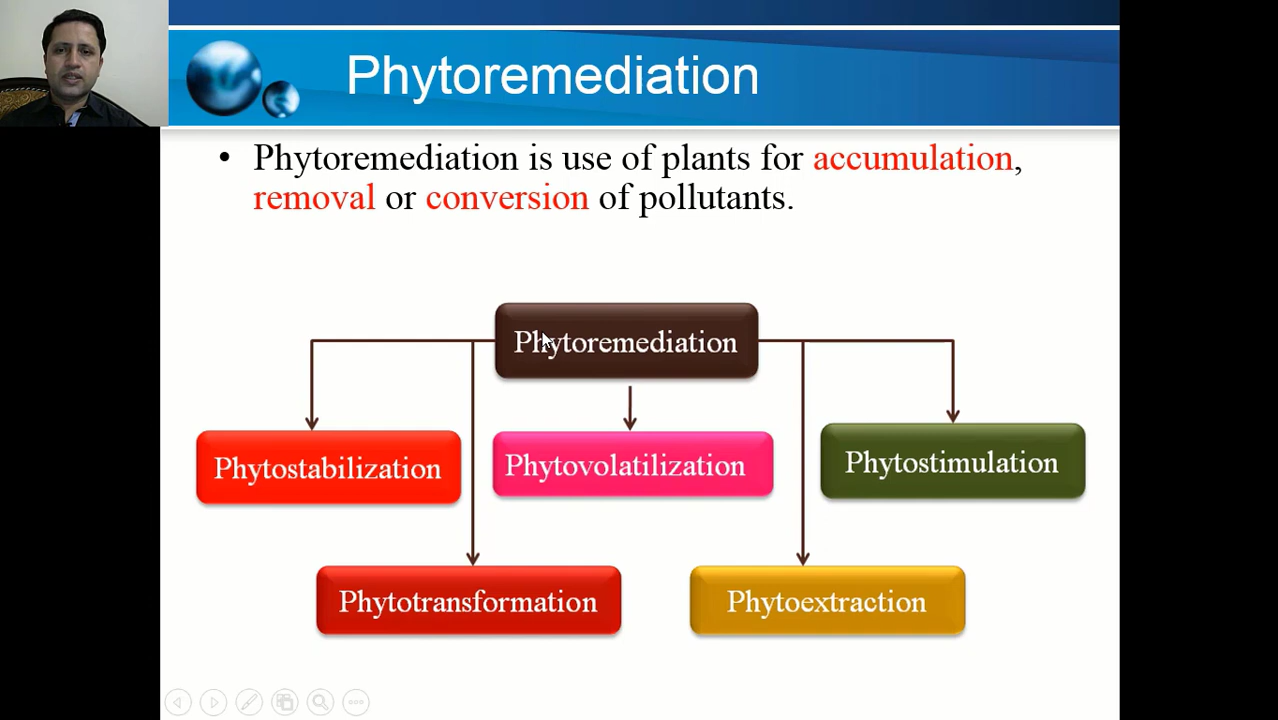 Phytoremediation
• Phytoremediation is use of plants for accumulation,
removal or conversion of pollutants.
Phytoremediation
Phytostabilization
Phytovolatilization
Phytostimulation
Phytotransformation
Phytoextraction